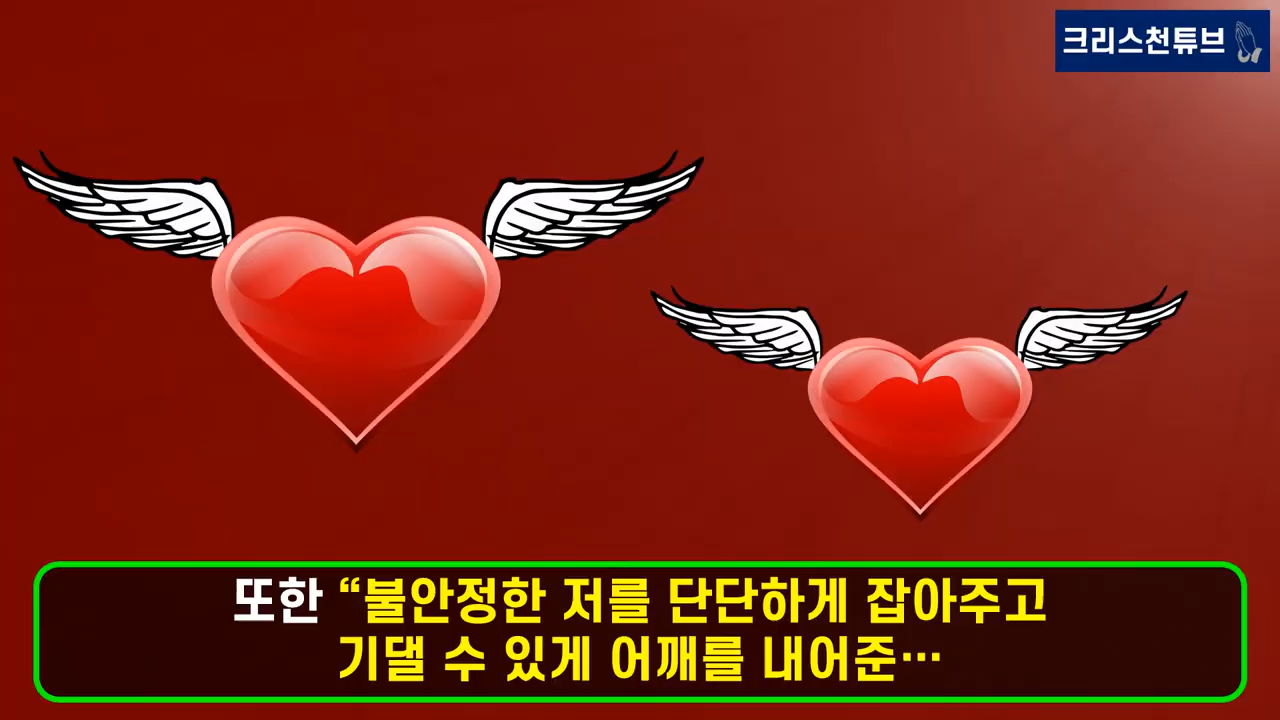 크리스천튜브
또한 “불안정한 저를 단단하게 잡아주고
기댈 수 있게 어깨를 내어준…